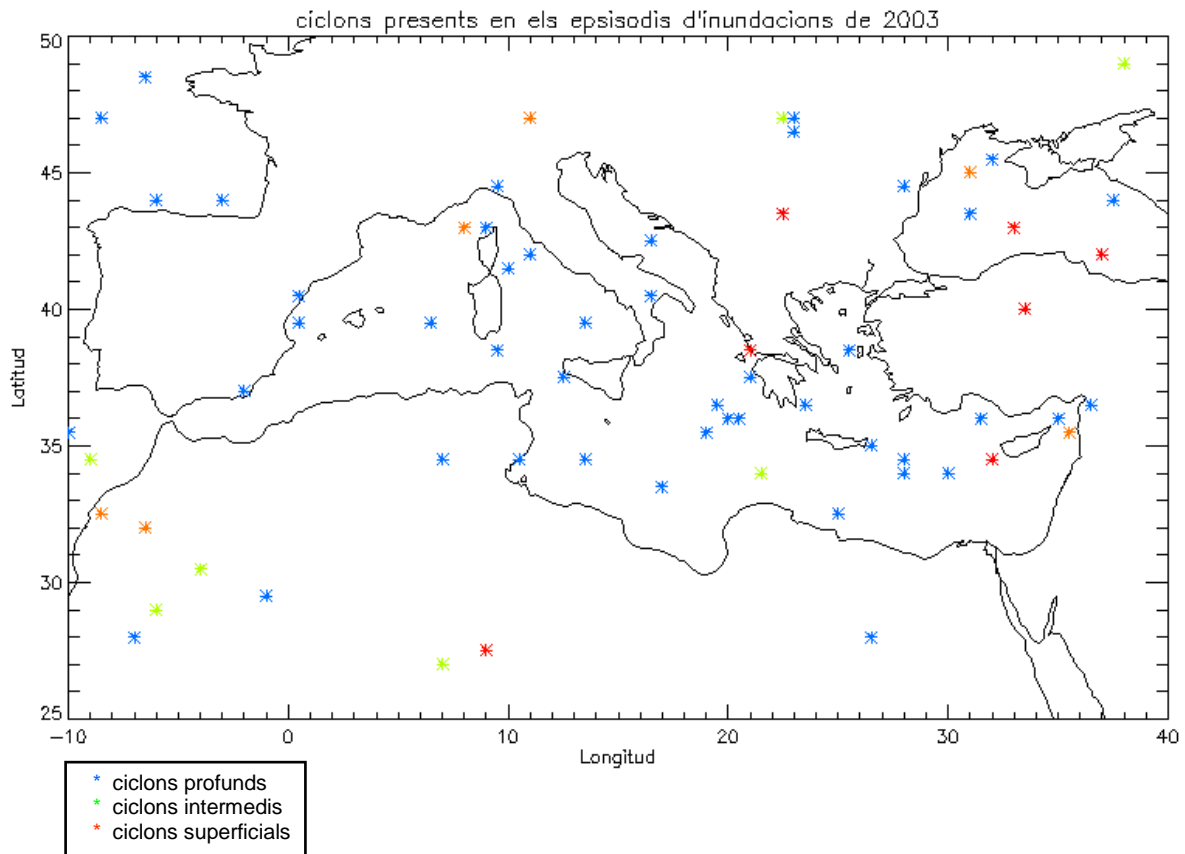 ciclons presents en els epsisodis d'inundacions de 2003
50
45
40
35
30
25
Latitud
-10 0 10 20 30 40
Longitud
* ciclons profunds
* ciclons intermedis
* ciclons superficials